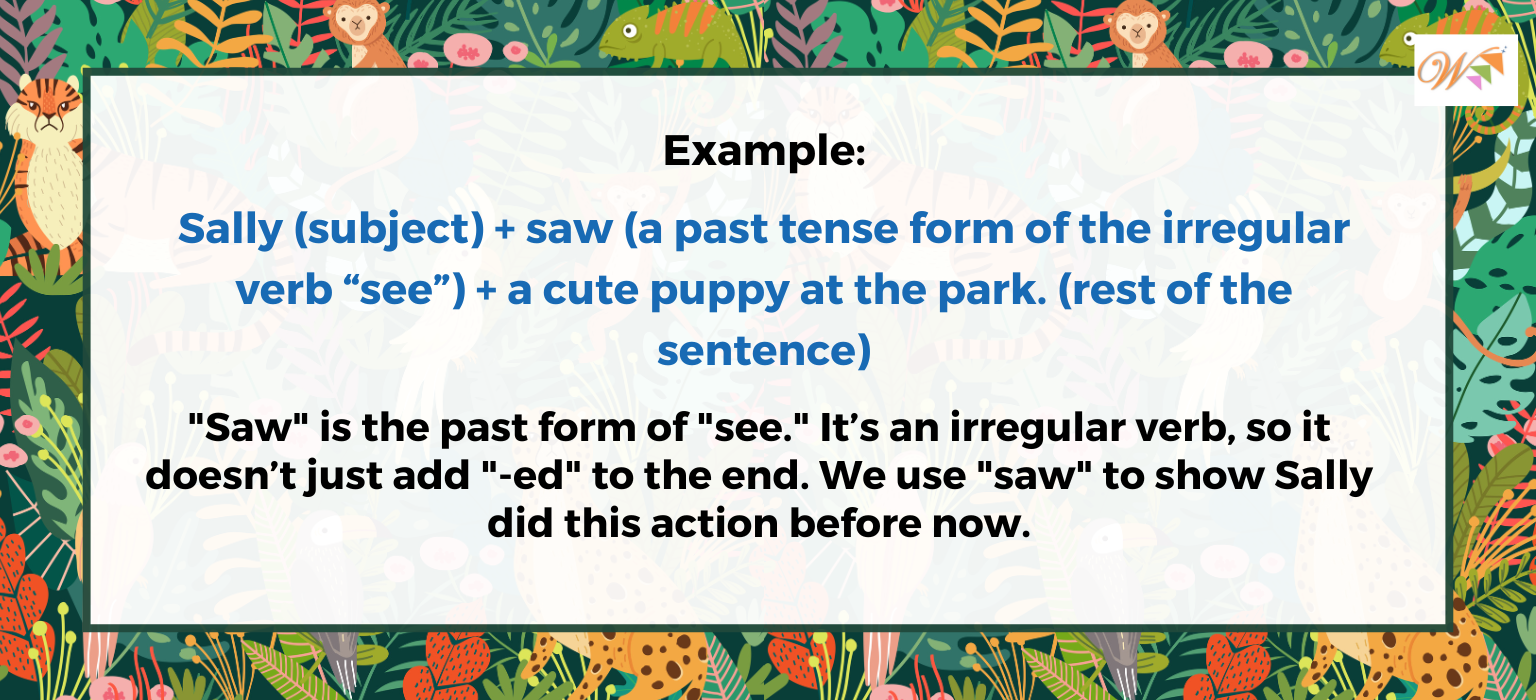 W
Example:
Sally (subject) + saw (a past tense form of the irregular
verb “see”) + a cute puppy at the park. (rest of the
sentence)
"Saw" is the past form of "see." It’s an irregular verb, so it
doesn’t just add "-ed" to the end. We use "saw" to show Sally
did this action before now.